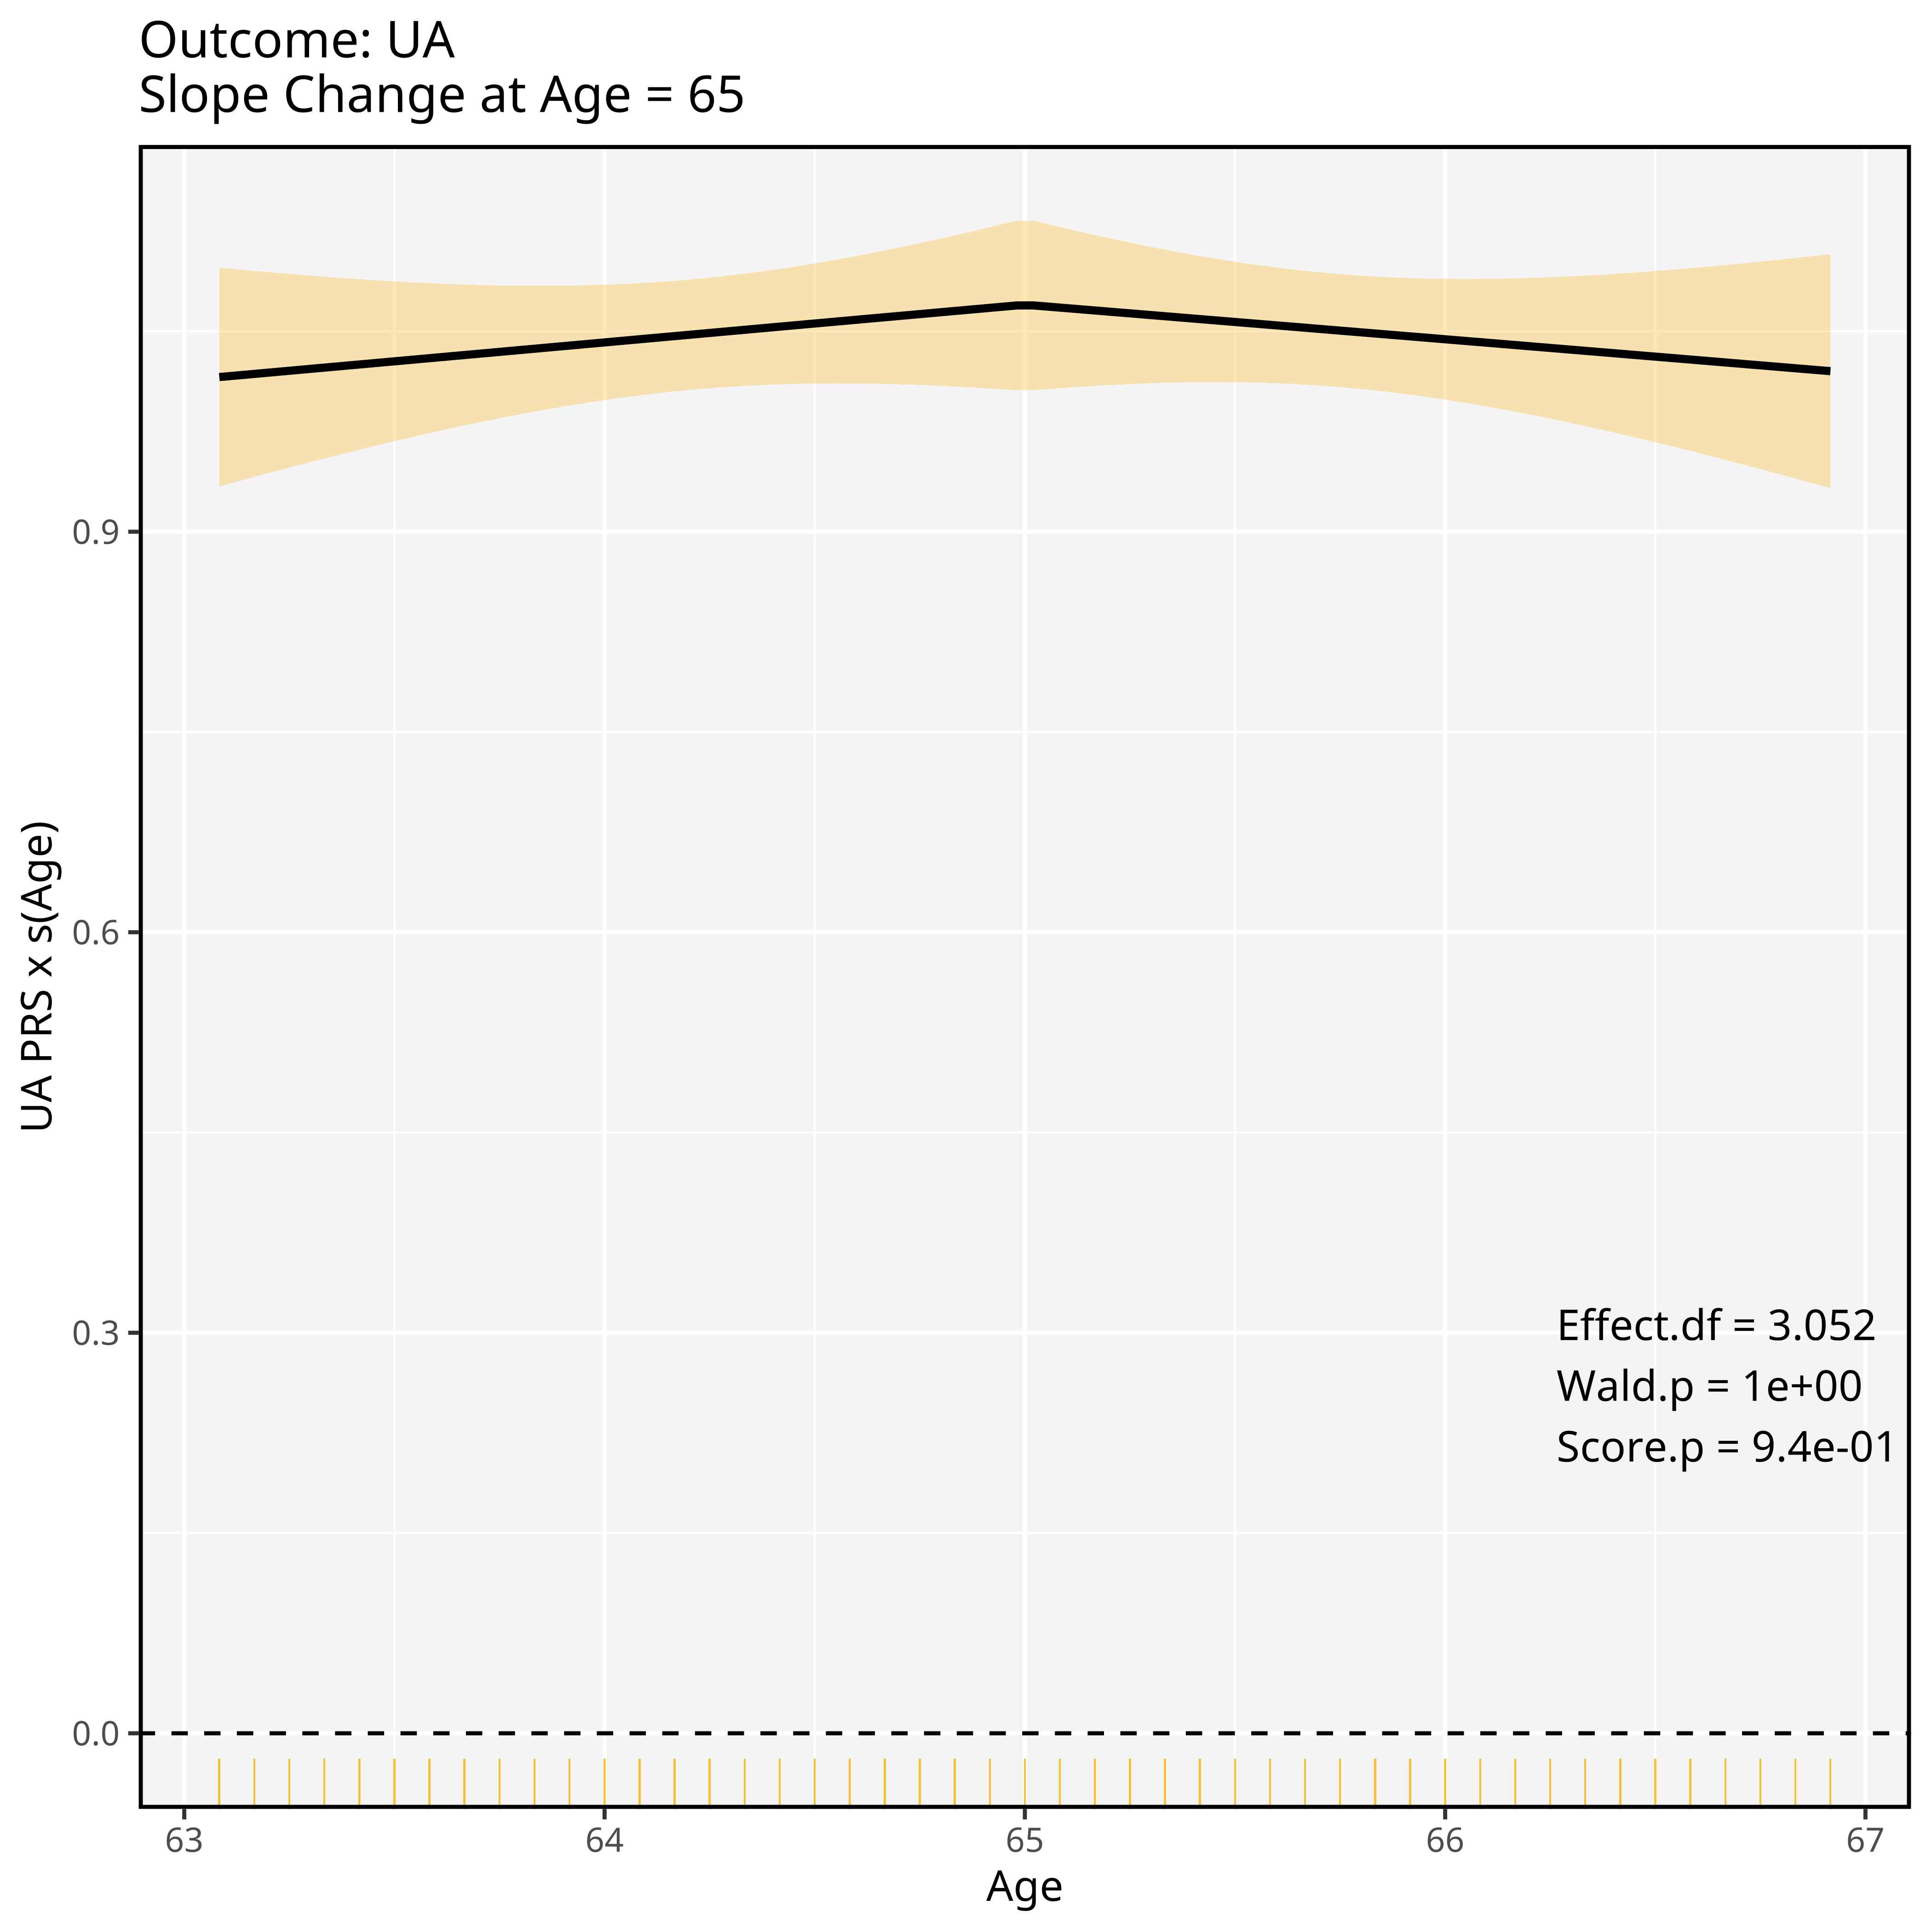 Outcome: UA
Slope Change at Age = 65
UA PRS x s(Age)
0.9
0.6
0.3
0.0
Effect.df = 3.052
Wald.p = 1e+00
Score.p = 9.4e-01
63 64 65 66 67
Age